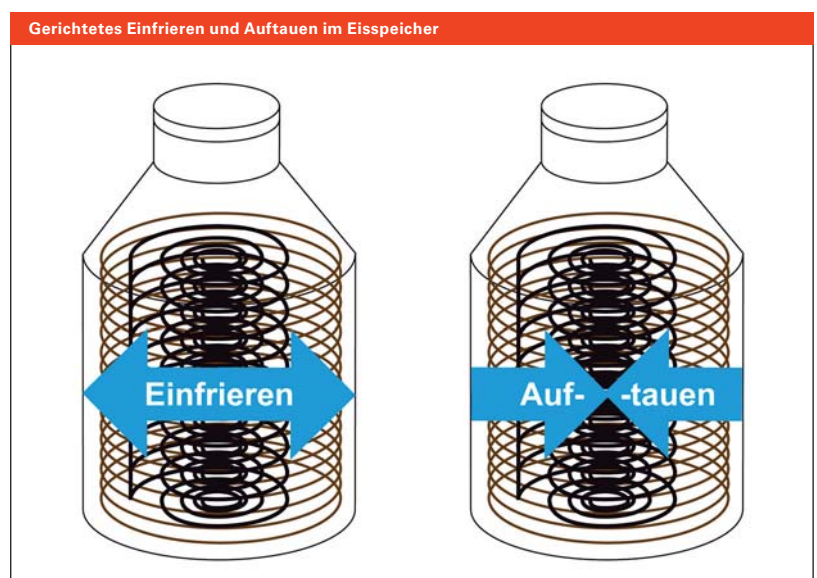 Gerichtetes Einfrieren und Auftauen im Eisspeicher
Einfrieren
Auf- -tauen